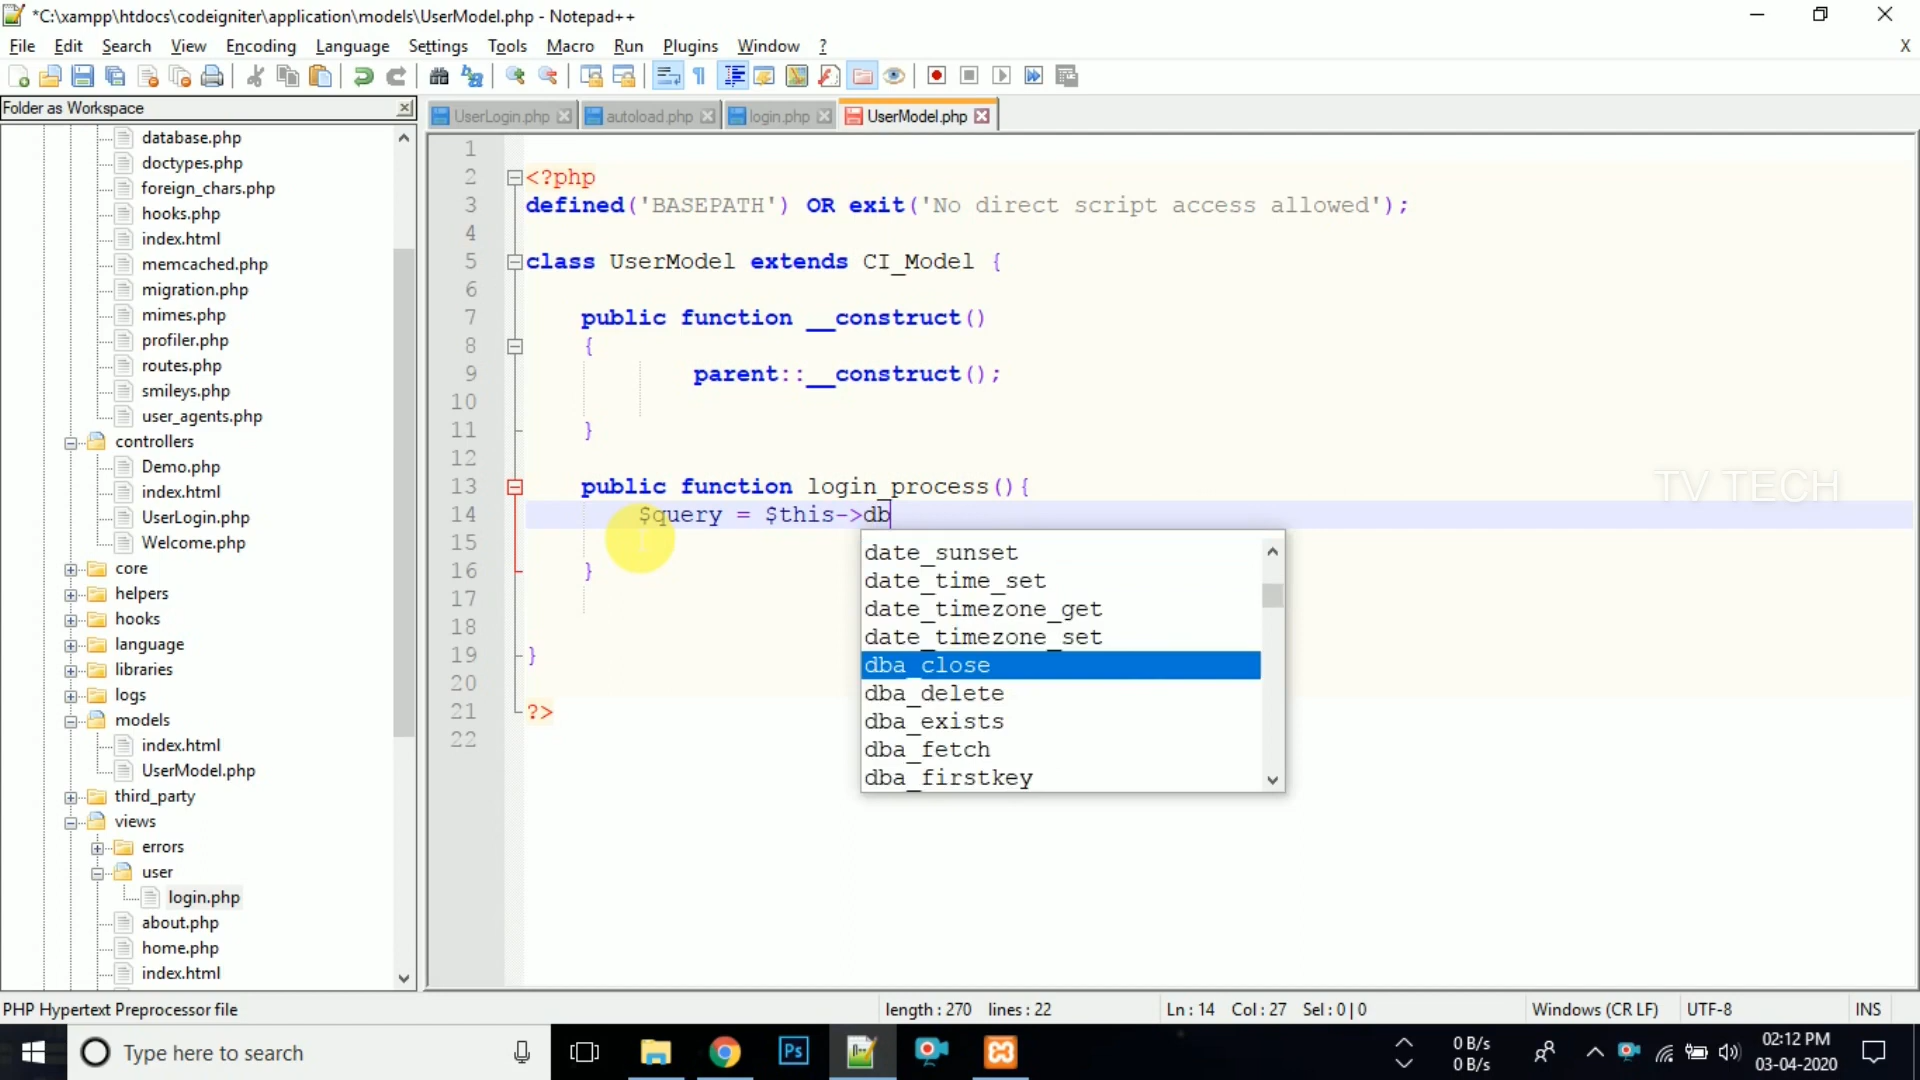 *C:\xampp\htdocs\codeigniter\application\models\UserModel.php - Notepad++
File Edit Search View Encoding Language Settings Tools Macro Run Plugins Window ? X
Folder as Workspace
database.php
doctypes.php
foreign_chars.php
hooks.php
index.html
memcached.php
migration.php
mimes.php
profiler.php
routes.php
smileys.php
user_agents.php
controllers
Demo.php
index.html
UserLogin.php
Welcome.php
core
helpers
hooks
language
libraries
logs
models
index.html
UserModel.php
third_party
views
errors
user
login.php
about.php
home.php
index.html
UserLogin.php autoload.php login.php UserModel.php
1
2 <?php
3 defined('BASEPATH') OR exit('No direct script access allowed');
4
5 class UserModel extends CI_Model {
6
7 public function __construct()
8 {
9 parent::__construct();
10
11 }
12
13 public function login_process(){
14 $query = $this->db
15
16 }
17
18
19 }
20
21 ?>
22
date_sunset
date_time_set
date_timezone_get
date_timezone_set
dba_close
dba_delete
dba_exists
dba_fetch
dba_firstkey
TV TECH
PHP Hypertext Preprocessor file length : 270 lines : 22 Ln : 14 Col : 27 Sel : 0 | 0 Windows (CR LF) UTF-8 INS
Type here to search
Ps
0 B/s
0 B/s
02:12 PM
03-04-2020